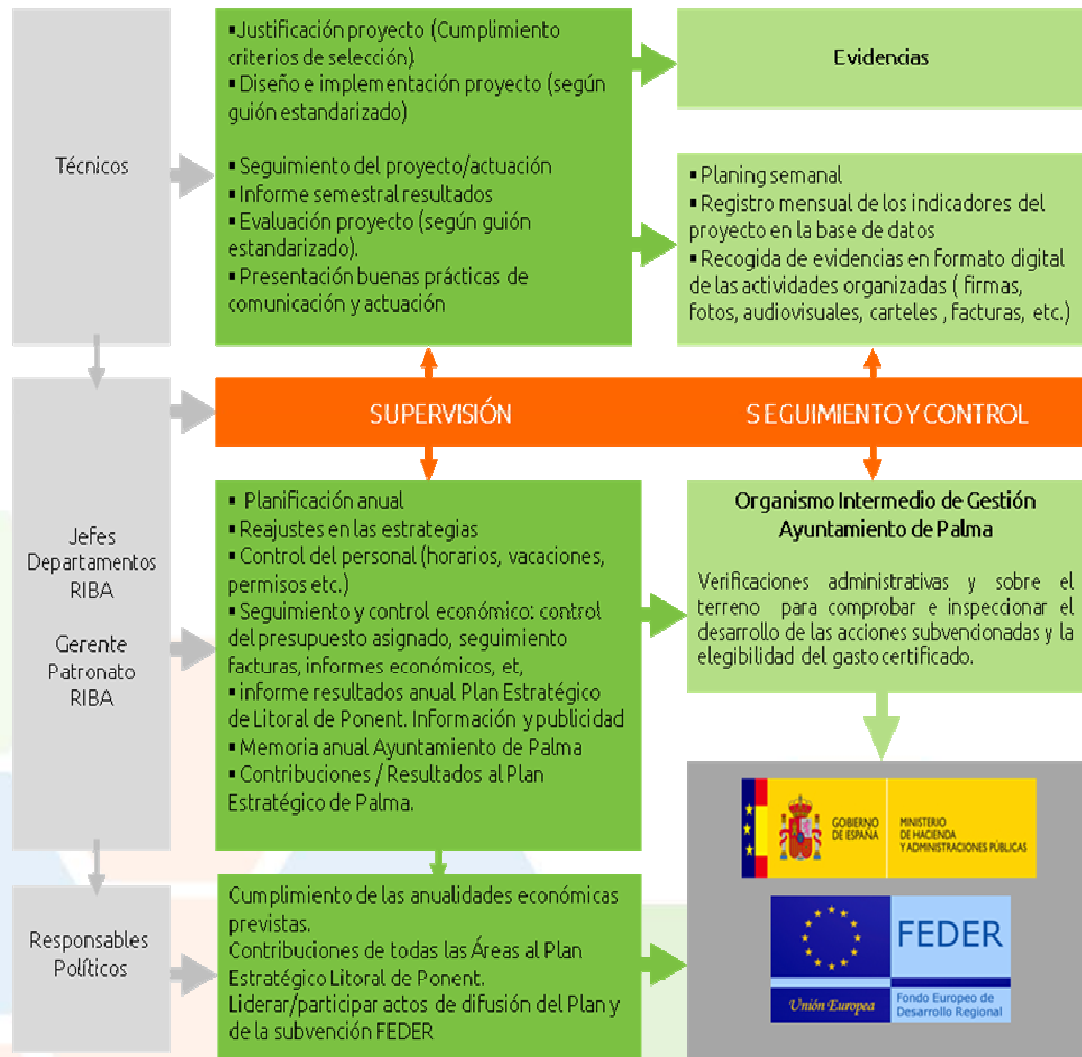 Técnicos
▪Justificación proyecto (Cumplimiento
criterios de selección)
▪ Diseño e implementación proyecto (según
guión estandarizado)
▪ Seguimiento del proyecto/actuación
▪ Informe semestral resultados
▪ Evaluación proyecto (según guión
estandarizado).
▪ Presentación buenas prácticas de
comunicación y actuación
Evidencias
▪ Planing semanal
▪ Registro mensual de los indicadores del
proyecto en la base de datos
▪ Recogida de evidencias en formato digital
de las actividades organizadas ( firmas,
fotos, audiovisuales, carteles , facturas, etc.)
SUPERVISIÓN
SEGUIMIENTO Y CONTROL
Jefes
Departamentos
RIBA
Gerente
Patronato
RIBA
▪ Planificación anual
▪ Reajustes en las estrategias
▪ Control del personal (horarios, vacaciones,
permisos etc.)
▪ Seguimiento y control económico: control
del presupuesto asignado, seguimiento
facturas, informes económicos, et,
▪ informe resultados anual Plan Estratégico
de Litoral de Ponent. Información y publicidad
▪ Memoria anual Ayuntamiento de Palma
▪ Contribuciones / Resultados al Plan
Estratégico de Palma.
Organismo Intermedio de Gestión
Ayuntamiento de Palma
Verificaciones administrativas y sobre el
terreno para comprobar e inspeccionar el
desarrollo de las acciones subvencionadas y la
elegibilidad del gasto certificado.
Responsables
Políticos
Cumplimiento de las anualidades económicas
previstas.
Contribuciones de todas las Áreas al Plan
Estratégico Litoral de Ponent.
Liderar/participar actos de difusión del Plan y
de la subvención FEDER
GOBIERNO
DE ESPAÑA
MINISTERIO
DE HACIENDA
Y ADMINISTRACIONES PÚBLICAS
Unión Europea
FEDER
Fondo Europeo de
Desarrollo Regional